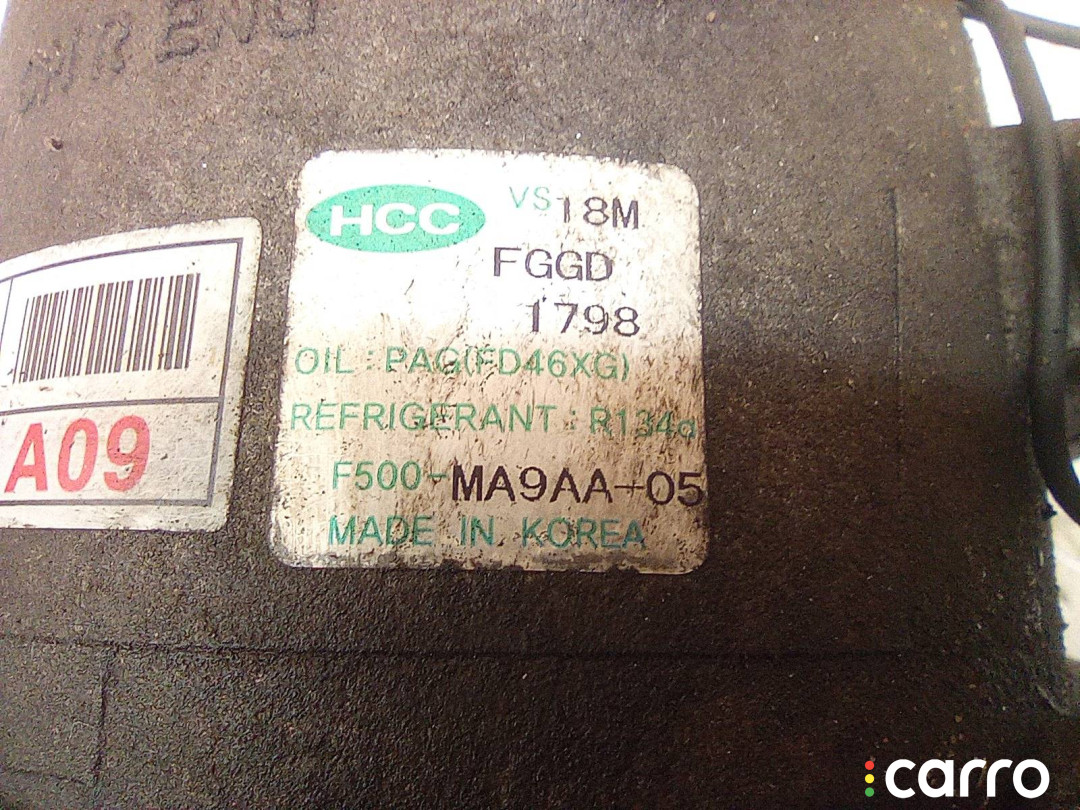 HCC
VS18M
FGGD
1798
OIL : PAG(FD46XG)
REFRIGERANT : R134a
F500-MA9AA-05
MADE IN KOREA
A09
carro